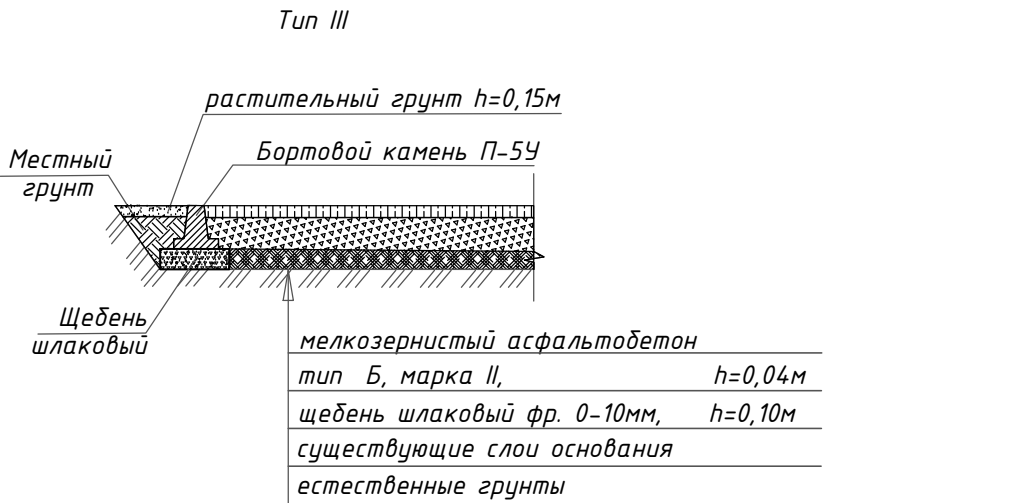 Тип III
растительный грунт h=0,15м
Бортовой камень П-5У
Местный
грунт
Щебень
шлаковый
мелкозернистый асфальтобетон
тип Б, марка II, h=0,04м
щебень шлаковый фр. 0-10мм, h=0,10м
существующие слои основания
естественные грунты